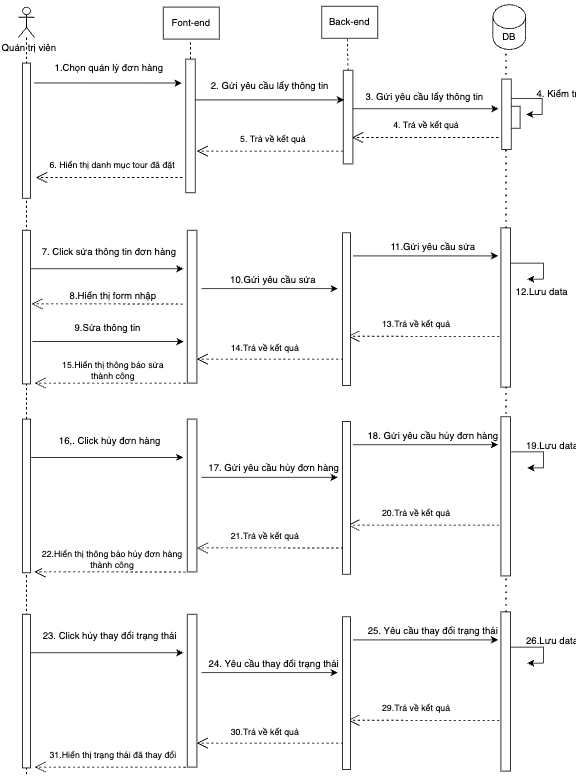 Quản trị viên
Font-end
Back-end
DB
1.Chọn quản lý đơn hàng
2. Gửi yêu cầu lấy thông tin
3. Gửi yêu cầu lấy thông tin
4. Kiểm
4. Trả về kết quả
5. Trả về kết quả
6. Hiển thị danh mục tour đã đặt
7. Click sửa thông tin đơn hàng
8.Hiển thị form nhập
9.Sửa thông tin
10.Gửi yêu cầu sửa
11.Gửi yêu cầu sửa
12.Lưu data
13.Trả về kết quả
14.Trả về kết quả
15.Hiển thị thông báo sửa
thành công
16,. Click hủy đơn hàng
17. Gửi yêu cầu hủy đơn hàng
18. Gửi yêu cầu hủy đơn hàng
19.Lưu data
20.Trả về kết quả
21.Trả về kết quả
22.Hiển thị thông báo hủy đơn hàng
thành công
23. Click hủy thay đổi trạng thái
24. Yêu cầu thay đổi trạng thái
25. Yêu cầu thay đổi trạng thái
26.Lưu data
29.Trả về kết quả
30.Trả về kết quả
31.Hiển thị trạng thái đã thay đổi